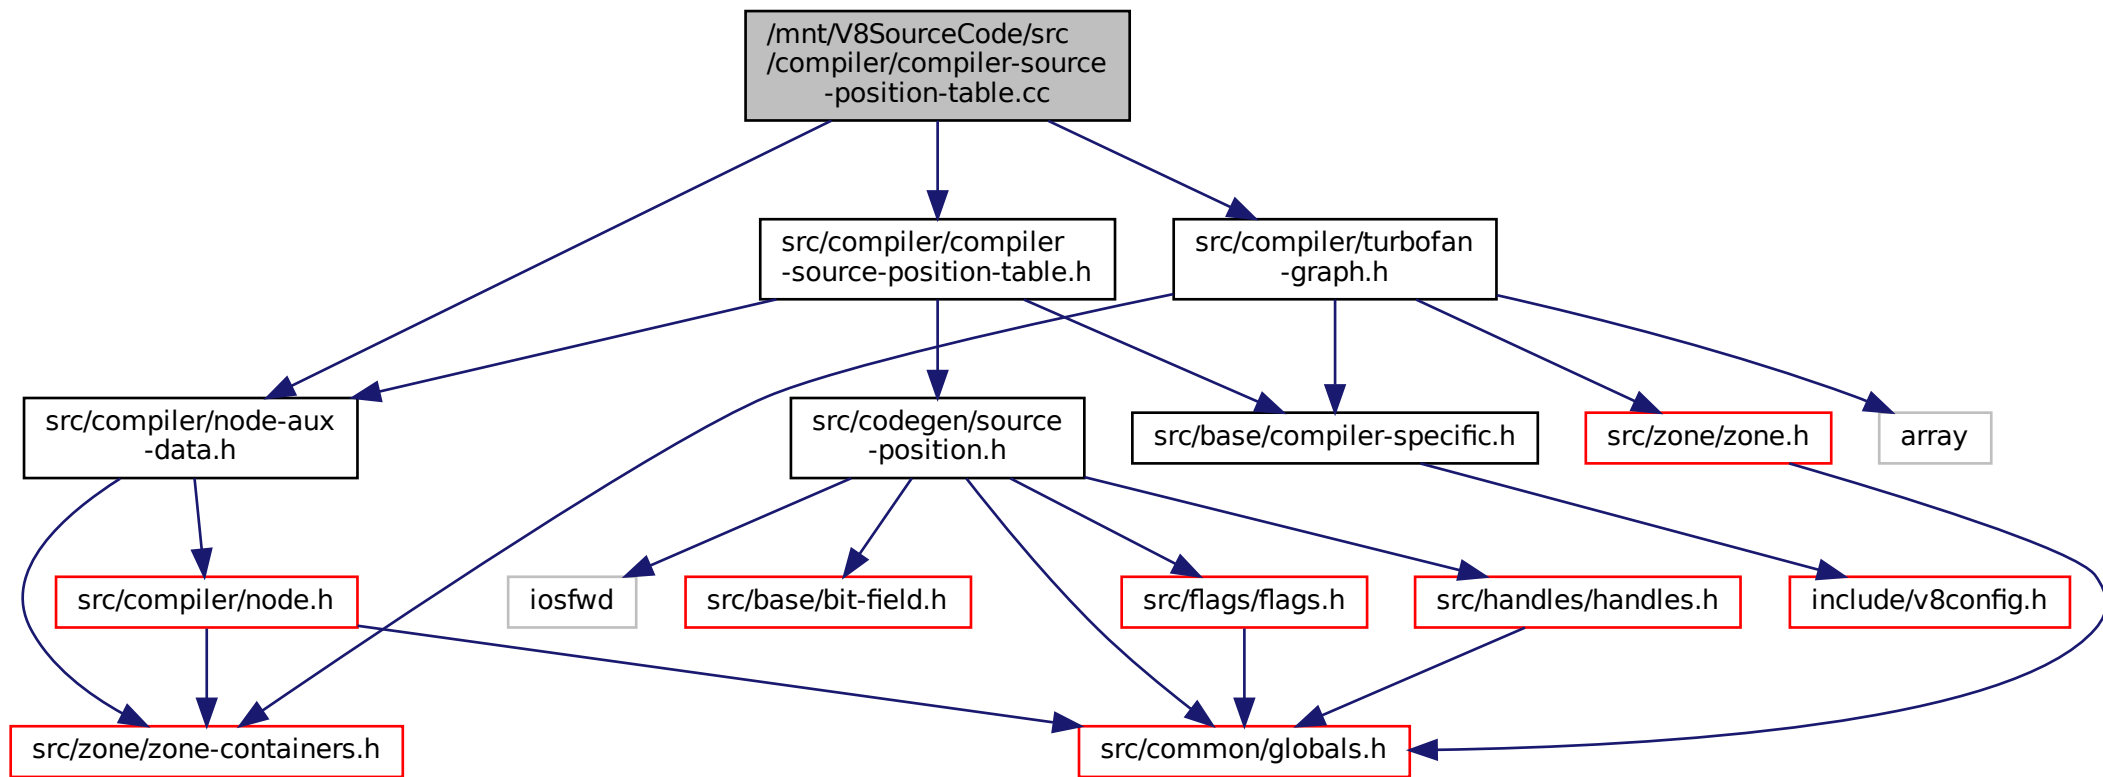 /mnt/V8SourceCode/src
/compiler/compiler-source
-position-table.cc
src/compiler/compiler
-source-position-table.h
src/compiler/turbofan
-graph.h
src/compiler/node-aux
-data.h
src/codegen/source
-position.h
src/base/compiler-specific.h
src/zone/zone.h
array
src/compiler/node.h
iosfwd
src/base/bit-field.h
src/flags/flags.h
src/handles/handles.h
include/v8config.h
src/zone/zone-containers.h
src/common/globals.h